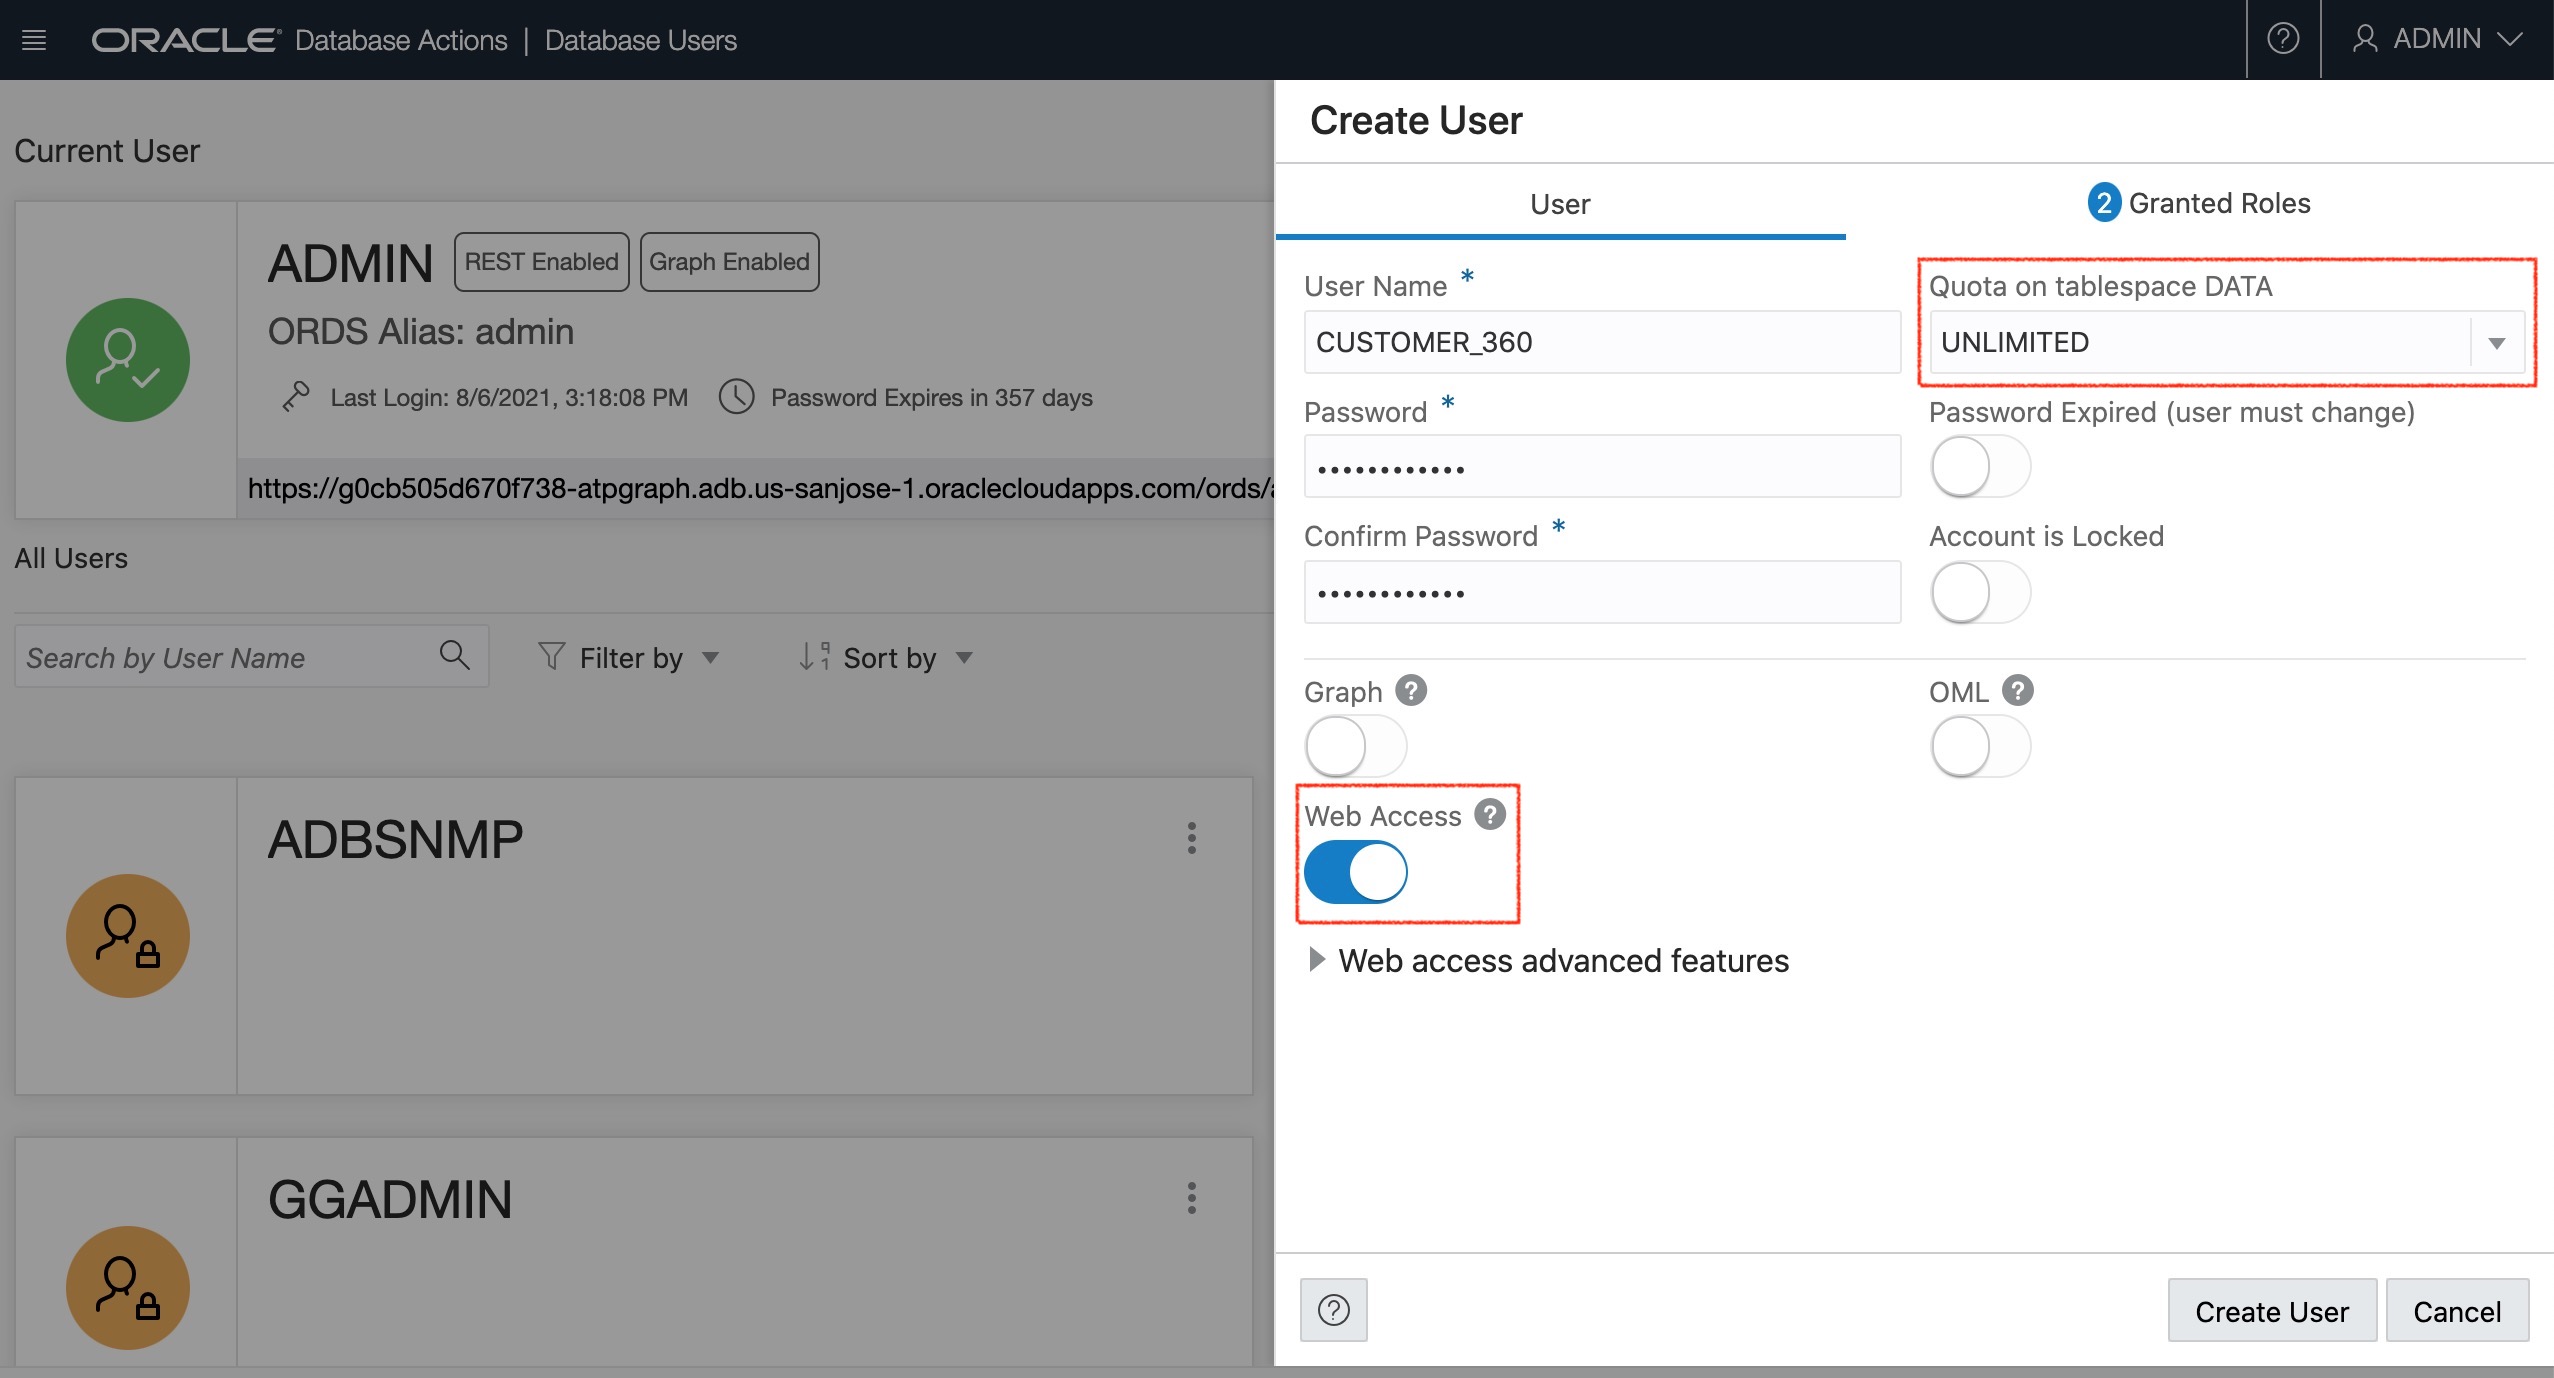 ORACLE Database Actions | Database Users
ADMIN
Current User
ADMIN
REST Enabled
Graph Enabled
ORDS Alias: admin
Last Login: 8/6/2021, 3:18:08 PM
Password Expires in 357 days
https://g0cb505d670f738-atpgraph.adb.us-sanjose-1.oraclecloudapps.com/ords/
All Users
Search by User Name
Filter by
Sort by
ADBSNMP
GGADMIN
Create User
User
2 Granted Roles
User Name *
CUSTOMER_360
Quota on tablespace DATA
UNLIMITED
Password *
••••••••••••
Password Expired (user must change)
Confirm Password *
••••••••••••
Account is Locked
Graph ?
OML ?
Web Access ?
Web access advanced features
?
Create User
Cancel